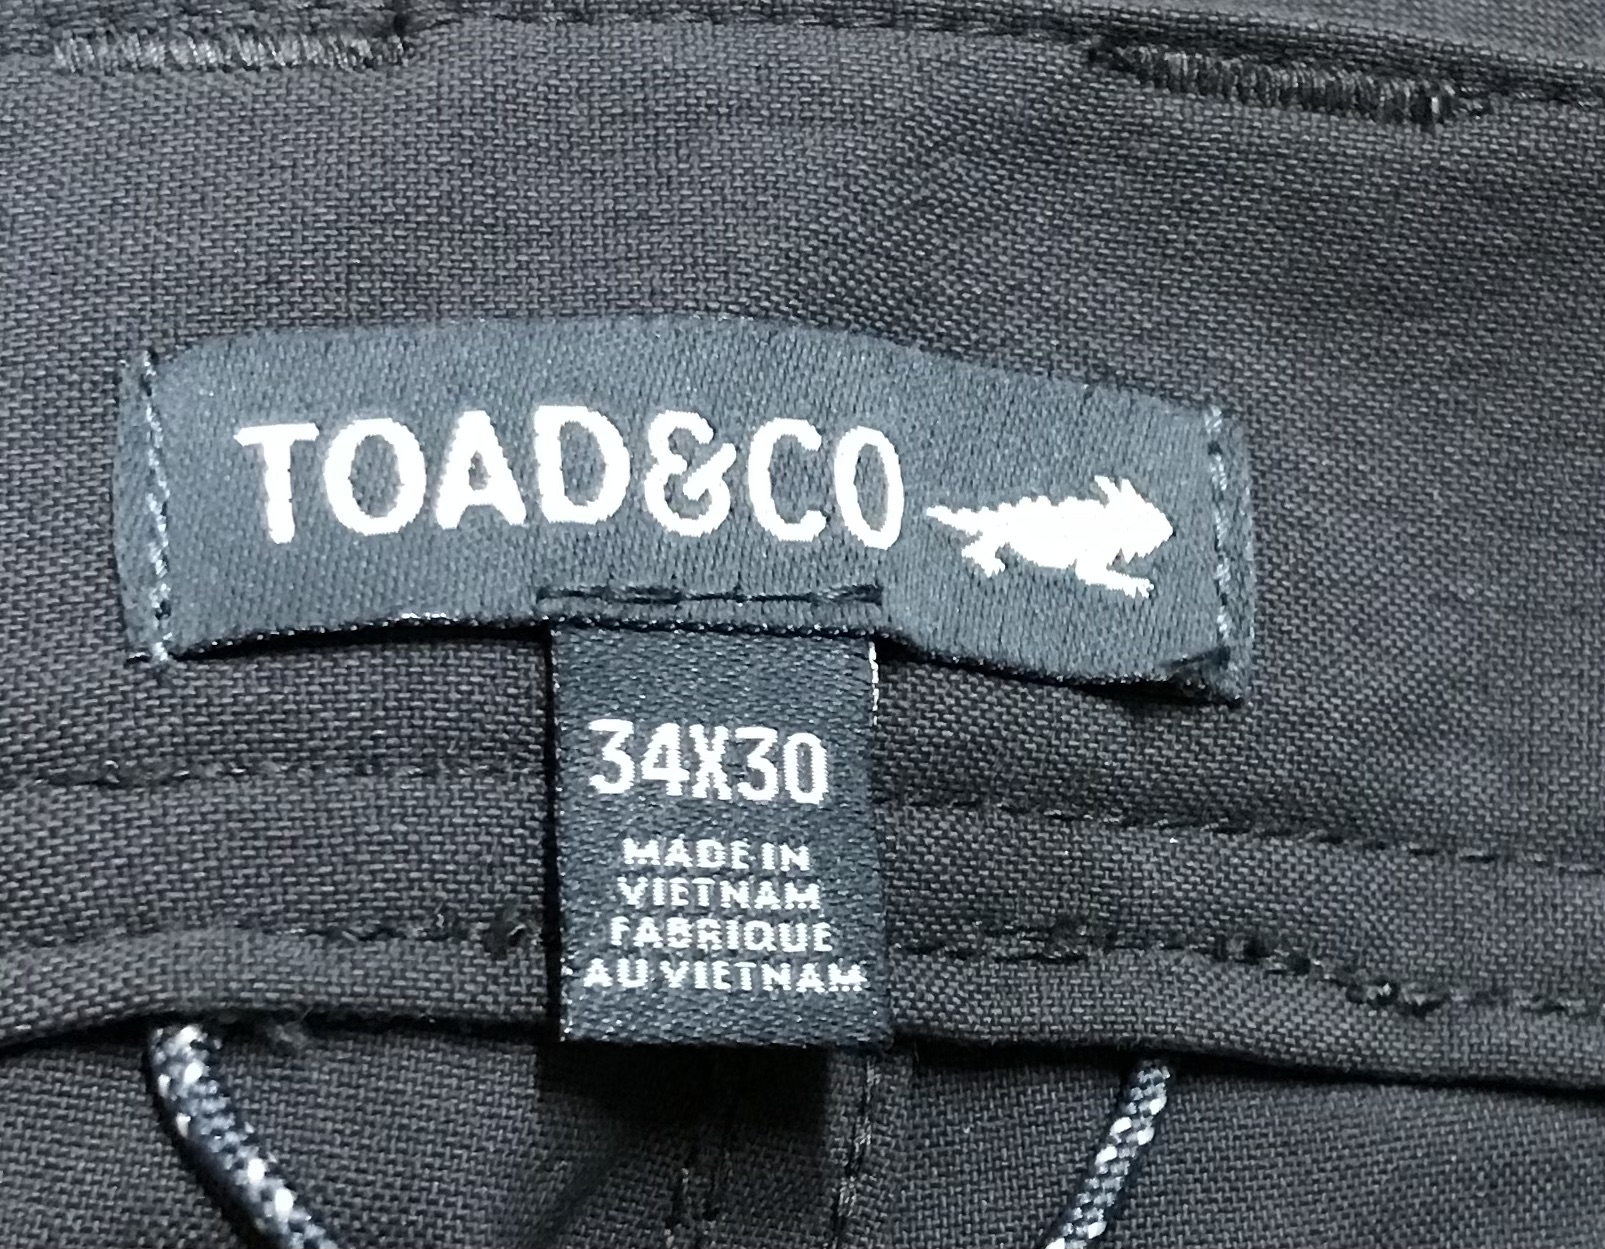 TOAD&CO
34X30
MADE IN
VIETNAM
FABRIQUE
AU VIETNAM